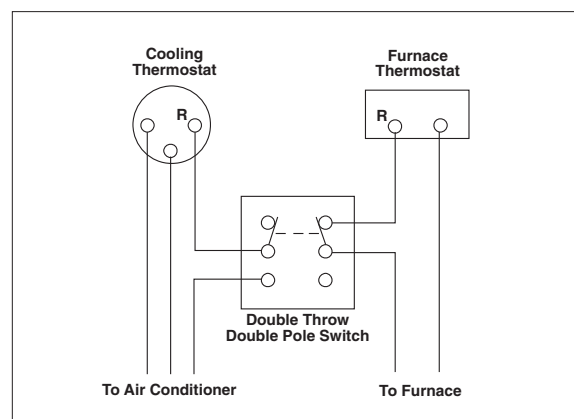 Cooling
Thermostat
R
Furnace
Thermostat
R
Double Throw
Double Pole Switch
To Air Conditioner
To Furnace